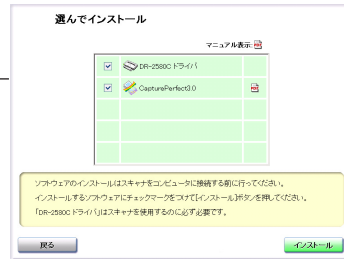 選んでインストール
マニュアル表示:
DR-2580C ドライバ
CapturePerfect3.0
ソフトウェアのインストールはスキャナをコンピュータに接続する前に行ってください。
インストールするソフトウェアにチェックマークをつけて[インストール]ボタンを押してください。
「DR-2580C ドライバ」はスキャナを使用するのに必ず必要です。
戻る
インストール